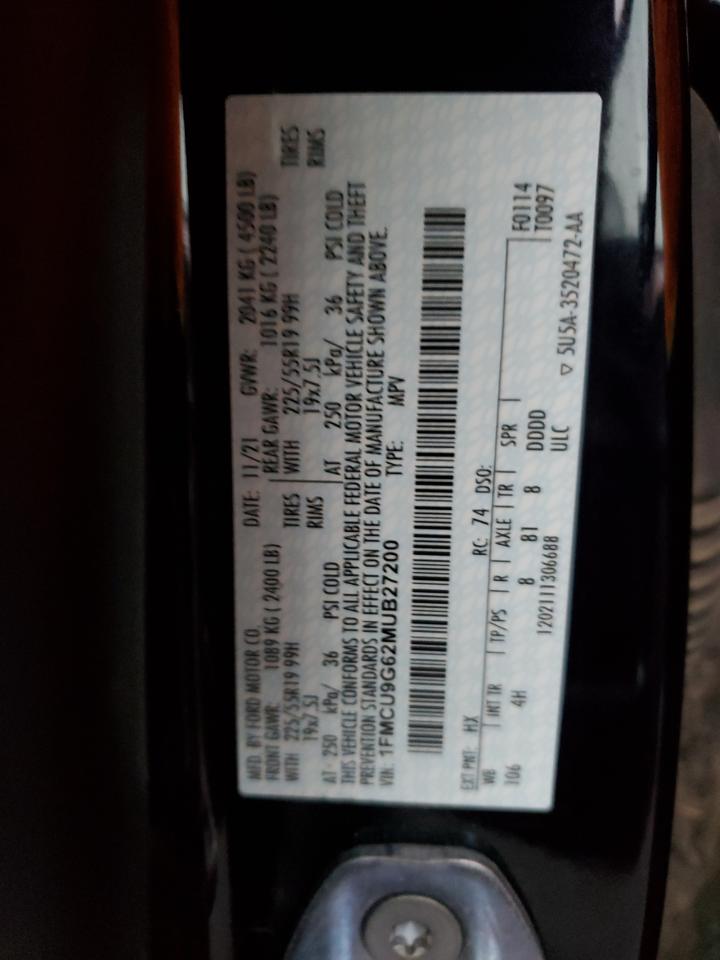 MFD. BY FORD MOTOR CO. DATE: 11/21 GVWR: 2041 KG ( 4500 LB)
FRONT GAWR: 1089 KG ( 2400 LB) REAR GAWR: 1016 KG ( 2240 LB)
WITH 225/55R19 99H TIRES WITH 225/55R19 99H TIRES
19x7.5J RIMS 19x7.5J RIMS
AT 250 kPa/ 36 PSI COLD AT 250 kPa/ 36 PSI COLD
THIS VEHICLE CONFORMS TO ALL APPLICABLE FEDERAL MOTOR VEHICLE SAFETY AND THEFT
PREVENTION STANDARDS IN EFFECT ON THE DATE OF MANUFACTURE SHOWN ABOVE.
VIN: 1FMCU9G62MUB27200 TYPE: MPV
EXT PNT: HX RC: 74 DSO:
WB INT TR TP/PS R AXLE TR SPR F0114
106 4H 8 81 8 DDDD T0097
1202111306688 ULC ▽ 5U5A-3520472-AA